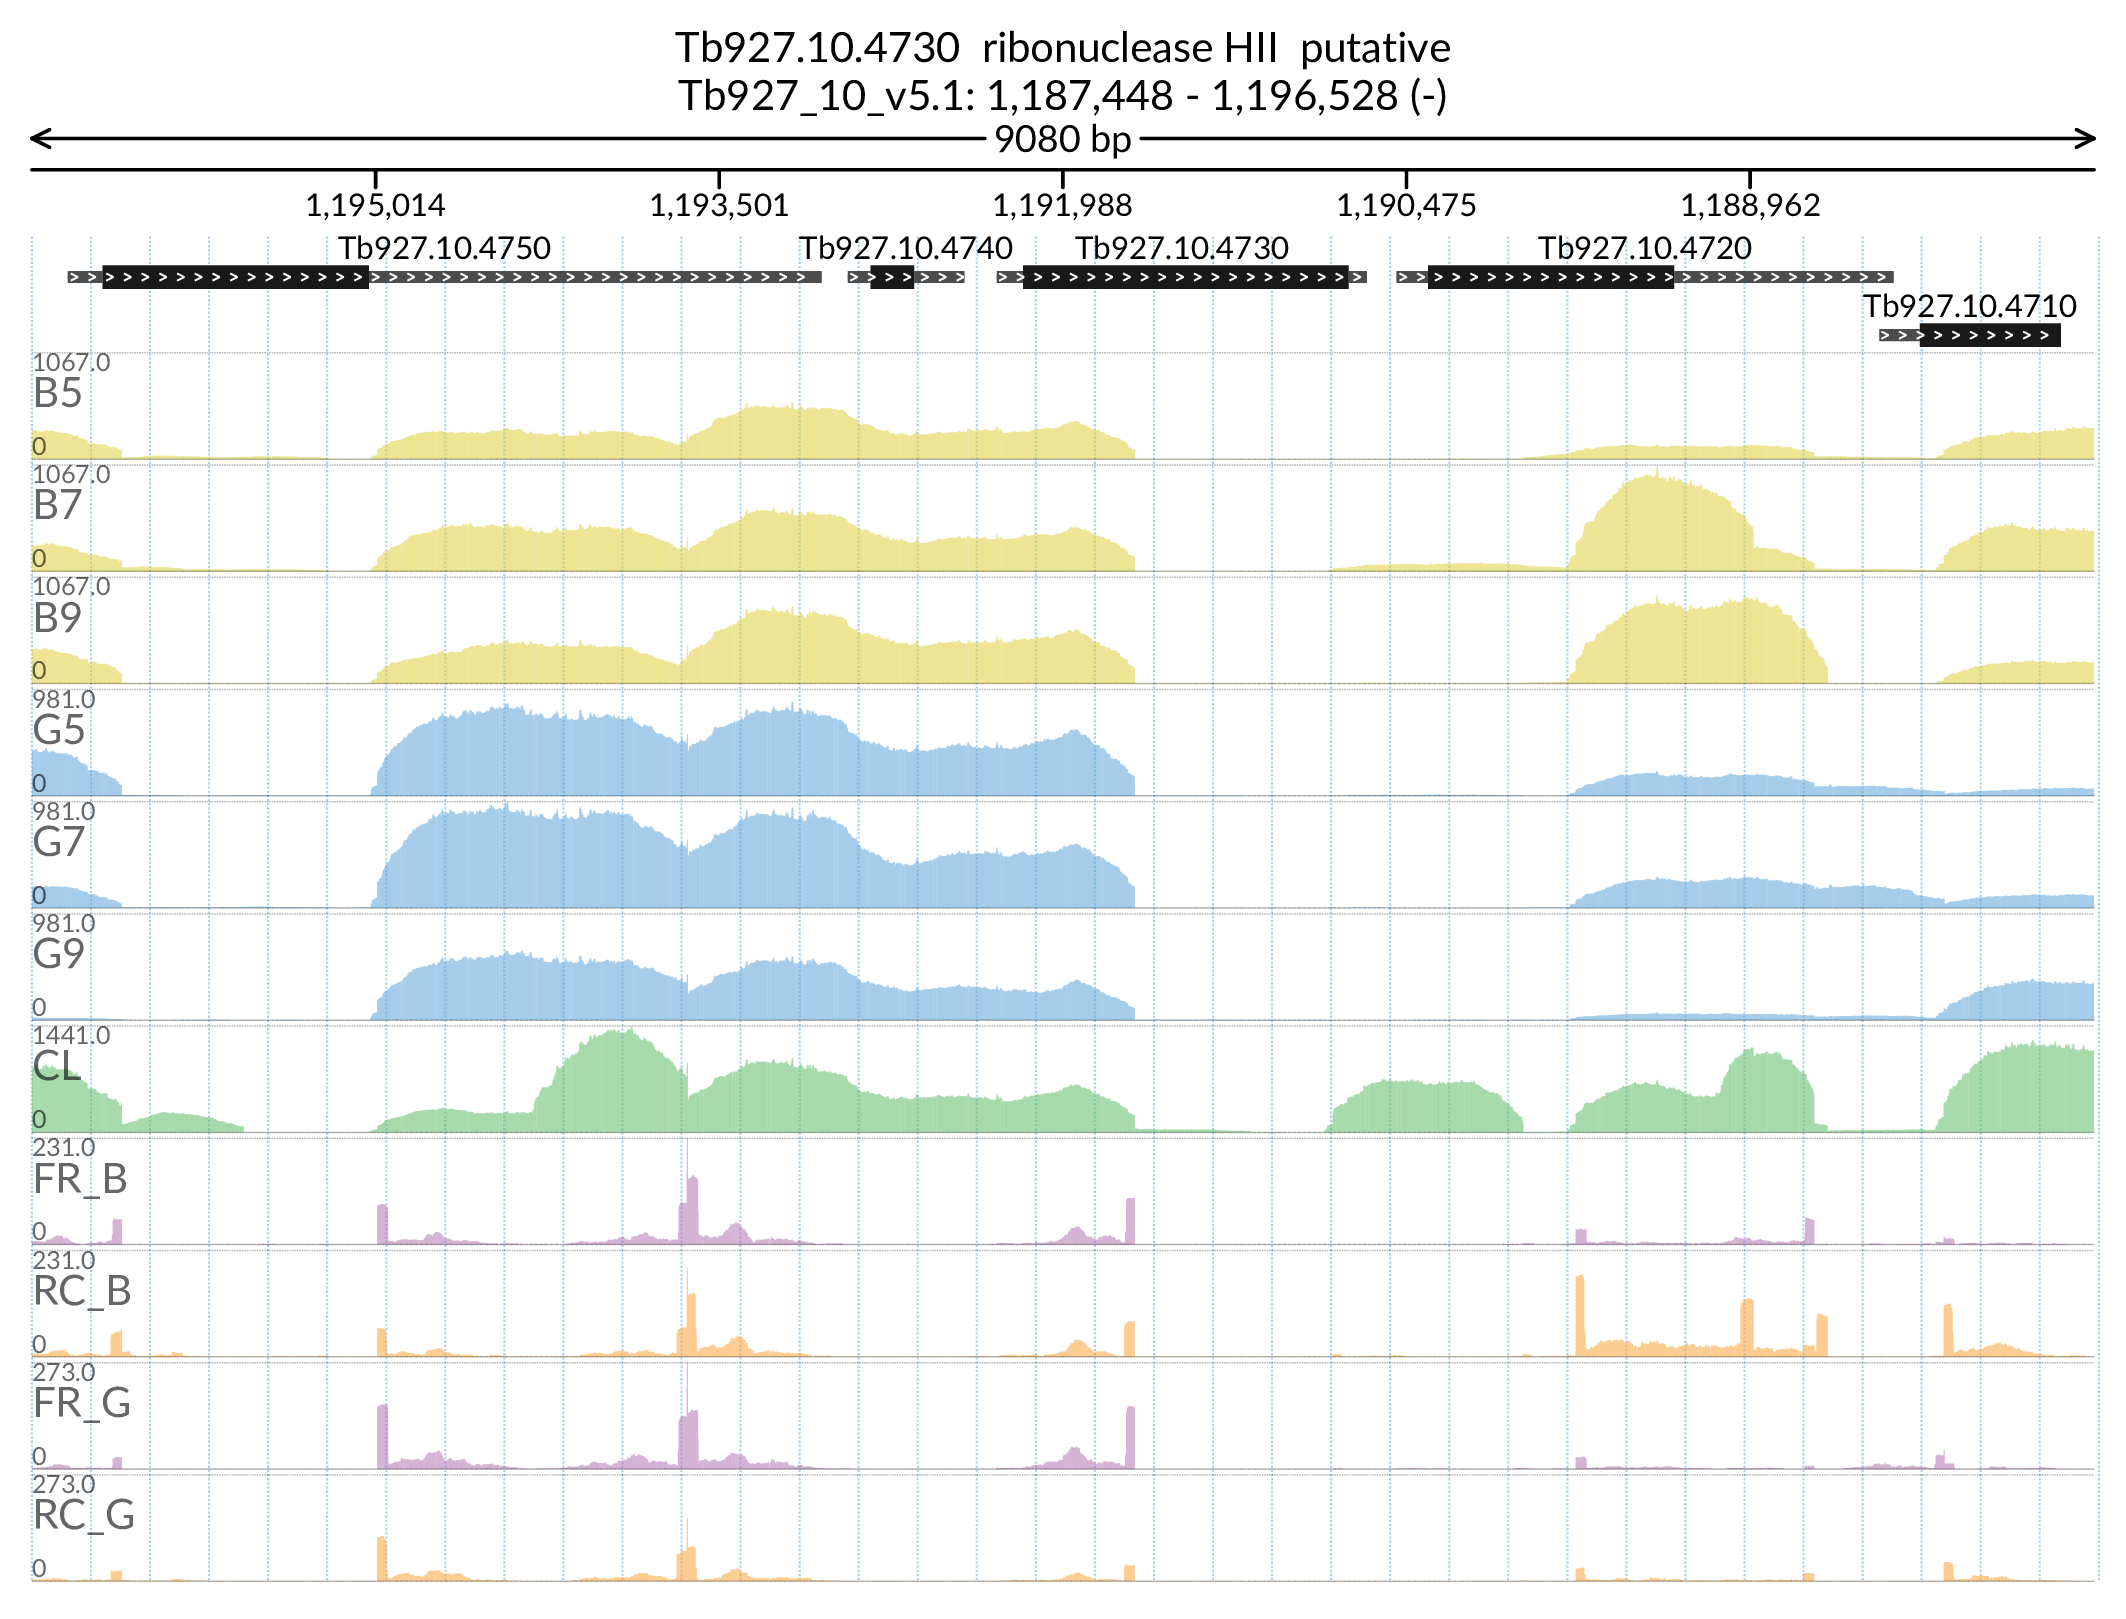 Tb927.10.4730  ribonuclease HII  putative
Tb927_10_v5.1: 1,187,448 - 1,196,528 (-)
9080 bp
1,195,014 1,193,501 1,191,988 1,190,475 1,188,962
Tb927.10.4750 Tb927.10.4740 Tb927.10.4730 Tb927.10.4720
Tb927.10.4710
1067.0
B5
0
1067.0
B7
0
1067.0
B9
0
981.0
G5
0
981.0
G7
0
981.0
G9
0
1441.0
CL
0
231.0
FR_B
0
231.0
RC_B
0
273.0
FR_G
0
273.0
RC_G
0